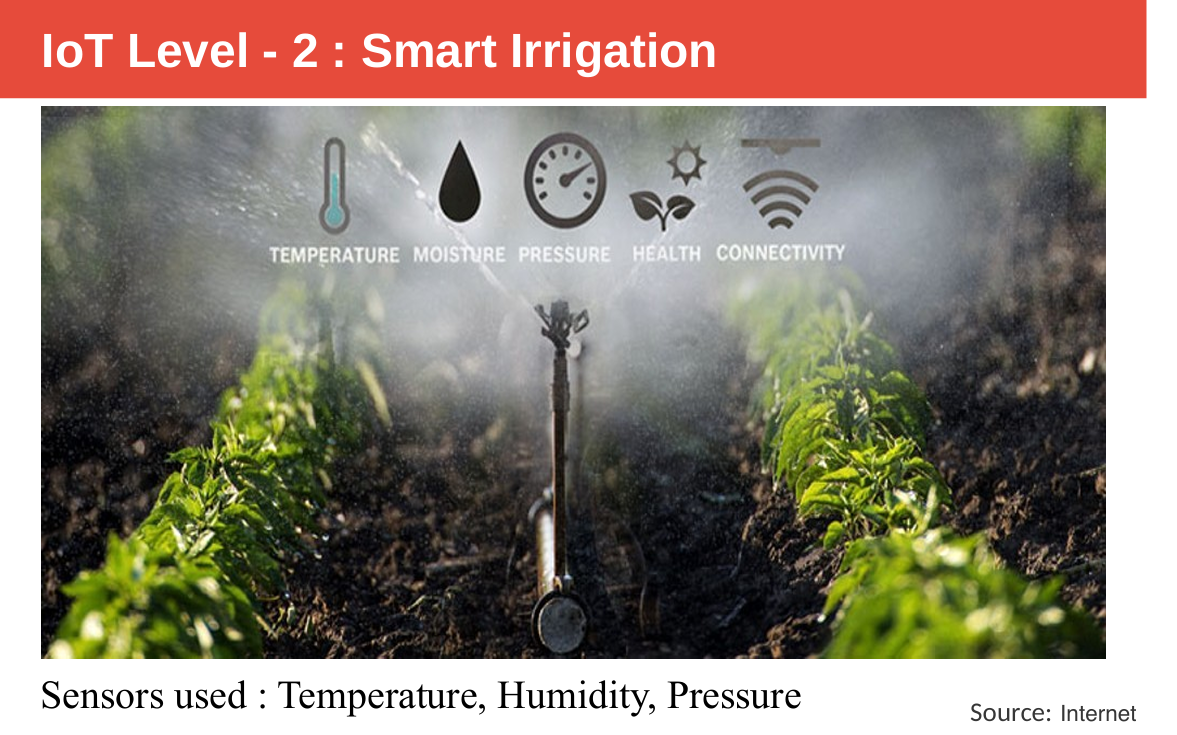 IoT Level - 2 : Smart Irrigation
TEMPERATURE MOISTURE PRESSURE HEALTH CONNECTIVITY
Sensors used : Temperature, Humidity, Pressure
Source: Internet